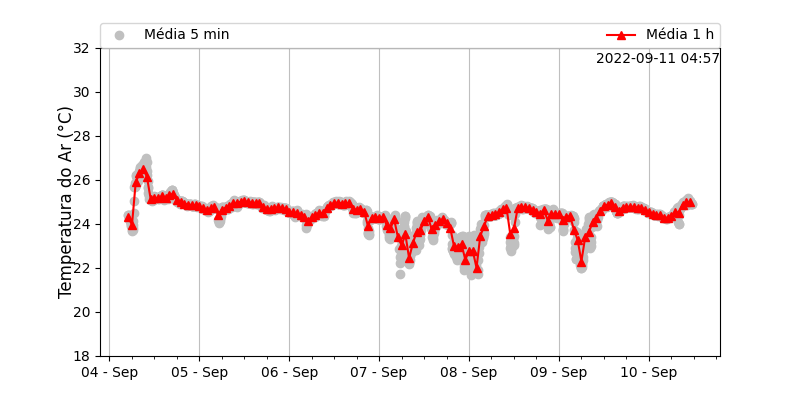 Média 5 min
Média 1 h
2022-09-11 04:57
Temperatura do Ar (°C)
32
30
28
26
24
22
20
18
04 - Sep
05 - Sep
06 - Sep
07 - Sep
08 - Sep
09 - Sep
10 - Sep